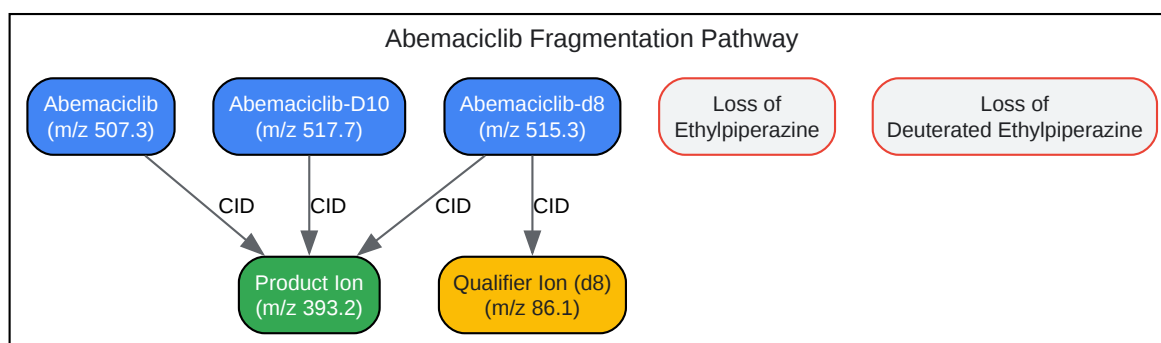 Abemaciclib Fragmentation Pathway
Abemaciclib
(m/z 507.3)
Abemaciclib-D10
(m/z 517.7)
Abemaciclib-d8
(m/z 515.3)
Loss of
Ethylpiperazine
Loss of
Deuterated Ethylpiperazine
CID
CID
CID
CID
Product Ion
(m/z 393.2)
Qualifier Ion (d8)
(m/z 86.1)